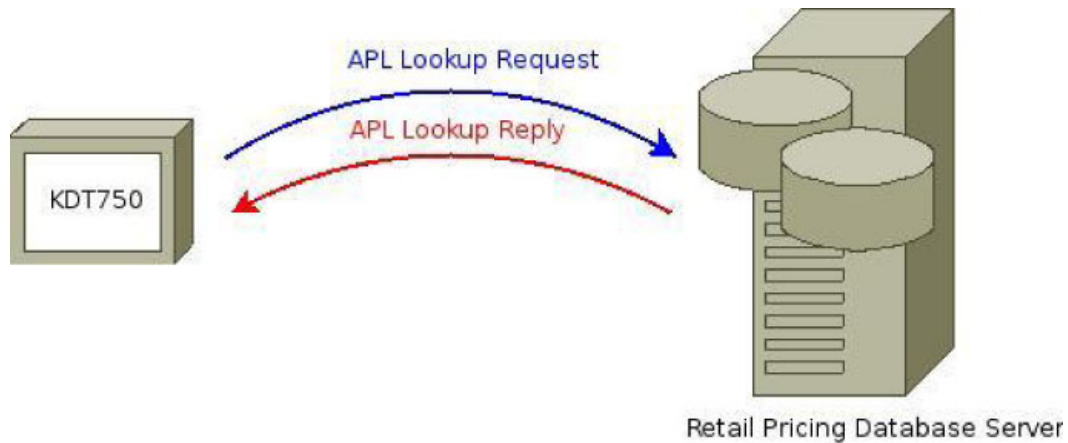 APL Lookup Request
APL Lookup Reply
KDT750
Retail Pricing Database Server